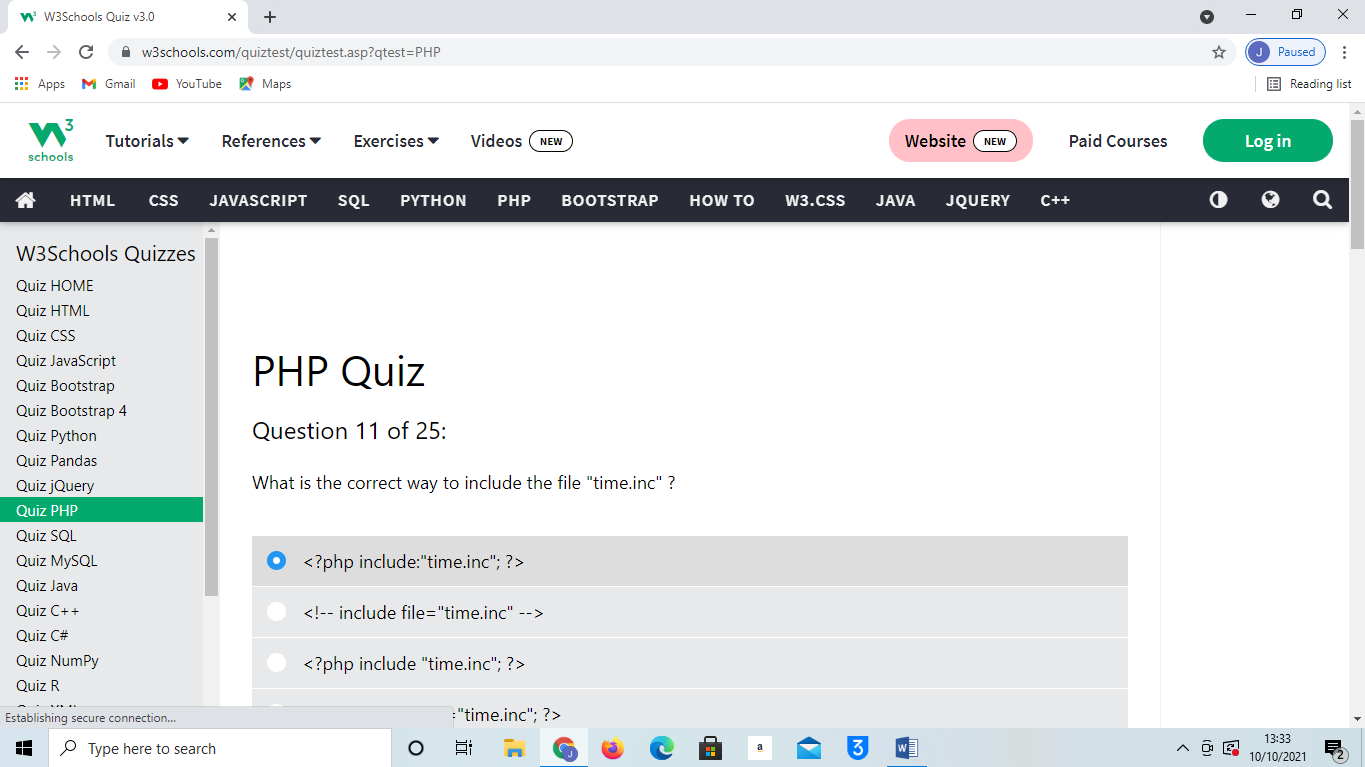 W3Schools Quiz v3.0
w3schools.com/quiztest/quiztest.asp?qtest=PHP
J Paused
Apps Gmail YouTube Maps Reading list
W3 schools Tutorials References Exercises Videos NEW Website NEW Paid Courses Log in
HTML CSS JAVASCRIPT SQL PYTHON PHP BOOTSTRAP HOW TO W3.CSS JAVA JQUERY C++
W3Schools Quizzes
Quiz HOME
Quiz HTML
Quiz CSS
Quiz JavaScript
Quiz Bootstrap
Quiz Bootstrap 4
Quiz Python
Quiz Pandas
Quiz jQuery
Quiz PHP
Quiz SQL
Quiz MySQL
Quiz Java
Quiz C++
Quiz C#
Quiz NumPy
Quiz R
PHP Quiz
Question 11 of 25:
What is the correct way to include the file "time.inc" ?
<?php include:"time.inc"; ?>
<!-- include file="time.inc" -->
<?php include "time.inc"; ?>
="time.inc"; ?>
Establishing secure connection...
Type here to search
a
3
J
W
13:33
10/10/2021
2